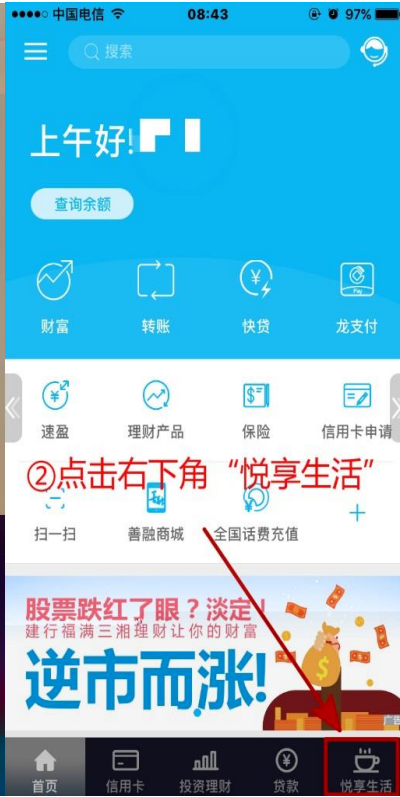 中国电信 08:43 97%
搜索
上午好!
查询余额
财富 转账 快贷 龙支付
Pay
速盈 理财产品 保险 信用卡申请
②点击右下角“悦享生活”
扫一扫 善融商城 全国话费充值
股票跌红了眼？淡定！
建行福满三湘理财让你的财富
逆市而涨!
广告
首页 信用卡 投资理财 贷款 悦享生活